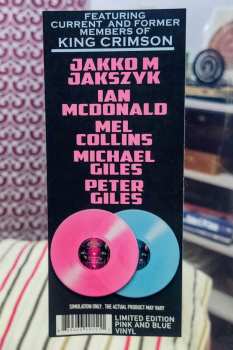 FEATURING
CURRENT AND FORMER
MEMBERS OF
KING CRIMSON
JAKKO M
JAKSZYK
IAN
MCDONALD
MEL
COLLINS
MICHAEL
GILES
PETER
GILES
SIMULATION ONLY THE ACTUAL PRODUCT MAY VARY
LIMITED EDITION
PINK AND BLUE
VINYL